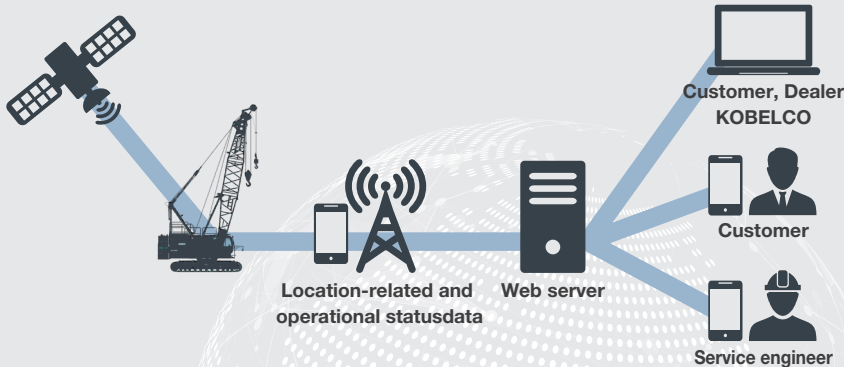 Customer, Dealer
KOBELCO
Customer
Location-related and
operational statusdata
Web server
Service engineer